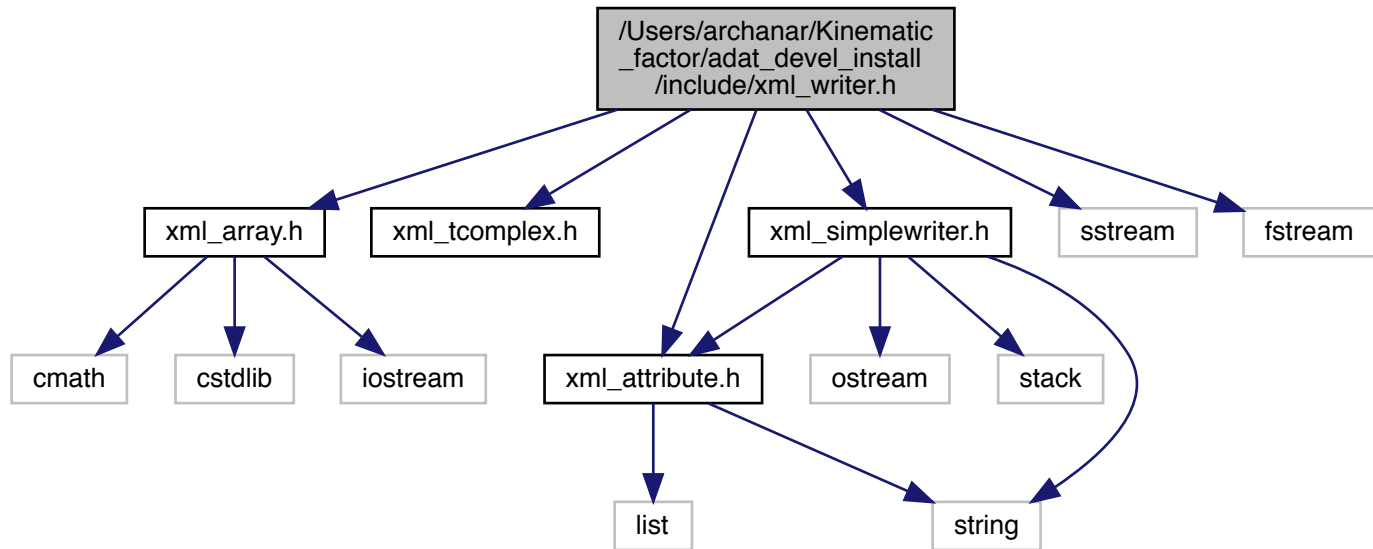 /Users/archanar/Kinematic
_factor/adat_devel_install
/include/xml_writer.h
xml_array.h
xml_tcomplex.h
xml_simplewriter.h
sstream
fstream
cmath
cstdlib
iostream
xml_attribute.h
ostream
stack
list
string